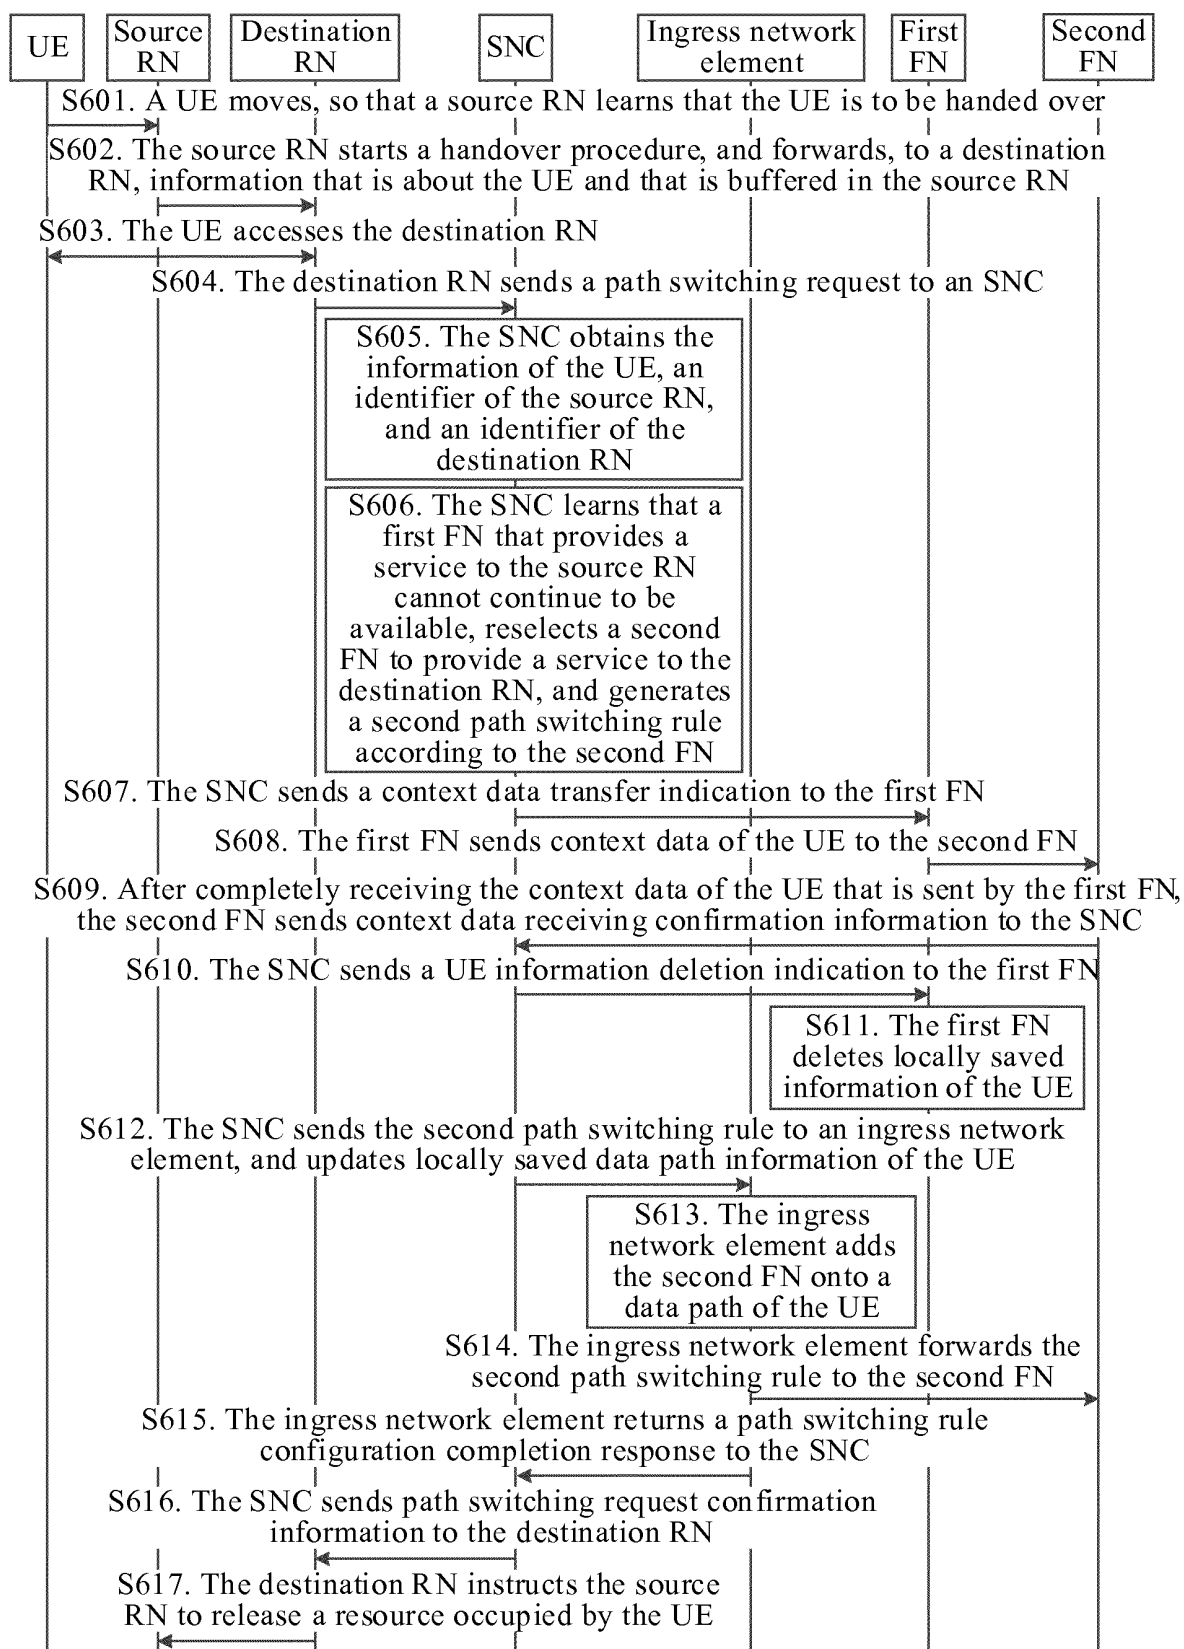 UE
Source
RN
Destination
RN
SNC
Ingress network
element
First
FN
Second
FN
S601. A UE moves, so that a source RN learns that the UE is to be handed over
S602. The source RN starts a handover procedure, and forwards, to a destination
RN, information that is about the UE and that is buffered in the source RN
S603. The UE accesses the destination RN
S604. The destination RN sends a path switching request to an SNC
S605. The SNC obtains the
information of the UE, an
identifier of the source RN,
and an identifier of the
destination RN
S606. The SNC learns that a
first FN that provides a
service to the source RN
cannot continue to be
available, reselects a second
FN to provide a service to the
destination RN, and generates
a second path switching rule
according to the second FN
S607. The SNC sends a context data transfer indication to the first FN
S608. The first FN sends context data of the UE to the second FN
S609. After completely receiving the context data of the UE that is sent by the first FN,
the second FN sends context data receiving confirmation information to the SNC
S610. The SNC sends a UE information deletion indication to the first FN
S611. The first FN
deletes locally saved
information of the UE
S612. The SNC sends the second path switching rule to an ingress network
element, and updates locally saved data path information of the UE
S613. The ingress
network element adds
the second FN onto a
data path of the UE
S614. The ingress network element forwards the
second path switching rule to the second FN
S615. The ingress network element returns a path switching rule
configuration completion response to the SNC
S616. The SNC sends path switching request confirmation
information to the destination RN
S617. The destination RN instructs the source
RN to release a resource occupied by the UE